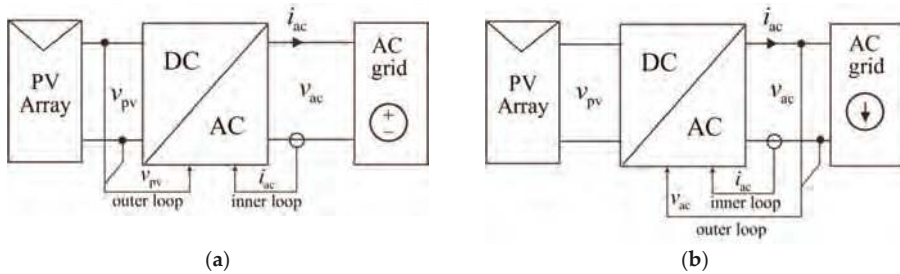 i_ac
PV
Array
v_pv
DC
AC
v_ac
AC
grid
+
−
v_pv
outer loop
i_ac
inner loop
(a)
i_ac
PV
Array
v_pv
DC
AC
v_ac
AC
grid
i_ac
inner loop
v_ac
outer loop
(b)